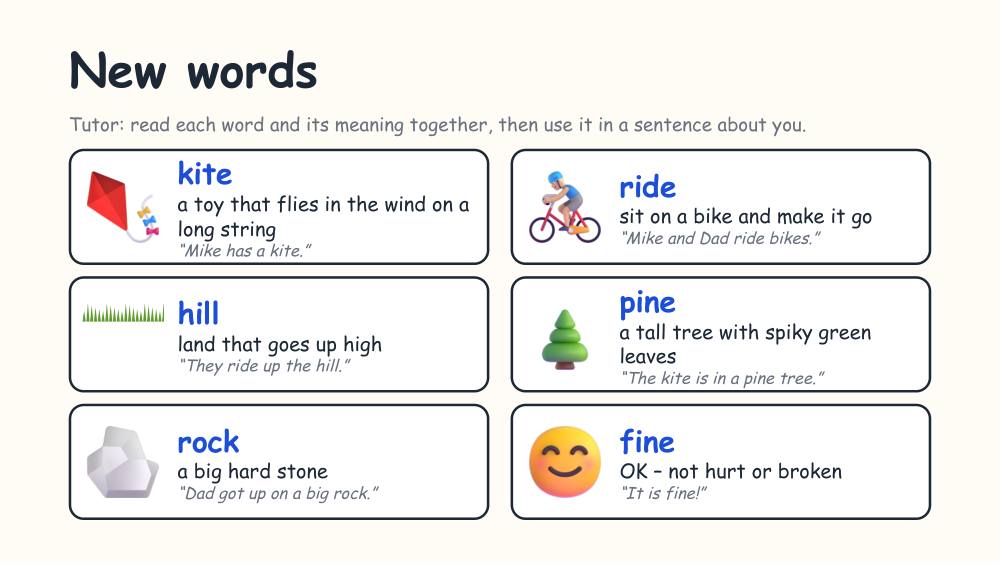 New words
Tutor: read each word and its meaning together, then use it in a sentence about you.
kite
a toy that flies in the wind on a
long string
"Mike has a kite."
ride
sit on a bike and make it go
"Mike and Dad ride bikes."
hill
land that goes up high
"They ride up the hill."
pine
a tall tree with spiky green
leaves
"The kite is in a pine tree."
rock
a big hard stone
"Dad got up on a big rock."
fine
OK – not hurt or broken
"It is fine!"